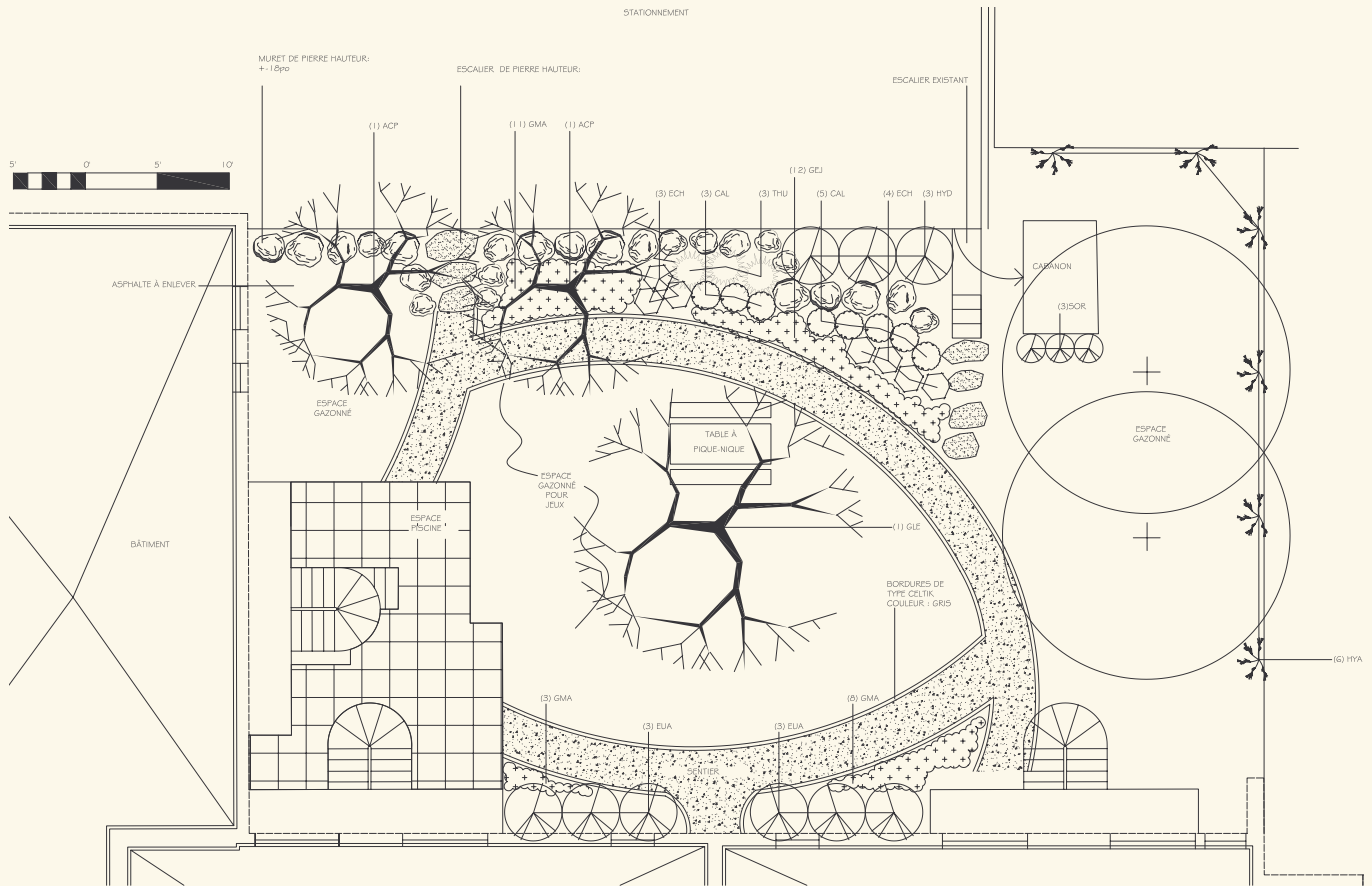 STATIONNEMENT
MURET DE PIERRE HAUTEUR:
+-18po
ESCALIER DE PIERRE HAUTEUR:
ESCALIER EXISTANT
(1) ACP
(11) GMA
(1) ACP
5'
0'
5'
10'
(12) GEJ
(3) ECH
(3) CAL
(3) THU
(5) CAL
(4) ECH
(3) HYD
CABANON
ASPHALTE À ENLEVER
(3)SOR
ESPACE
GAZONNÉ
TABLE À
PIQUE-NIQUE
ESPACE
GAZONNÉ
ESPACE
GAZONNÉ
POUR
JEUX
ESPACE
PISCINE
(1) GLE
BÂTIMENT
BORDURES DE
TYPE CELTIK
COULEUR : GRIS
(6) HYA
(3) GMA
(8) GMA
(3) EUA
(3) EUA
SENTIER